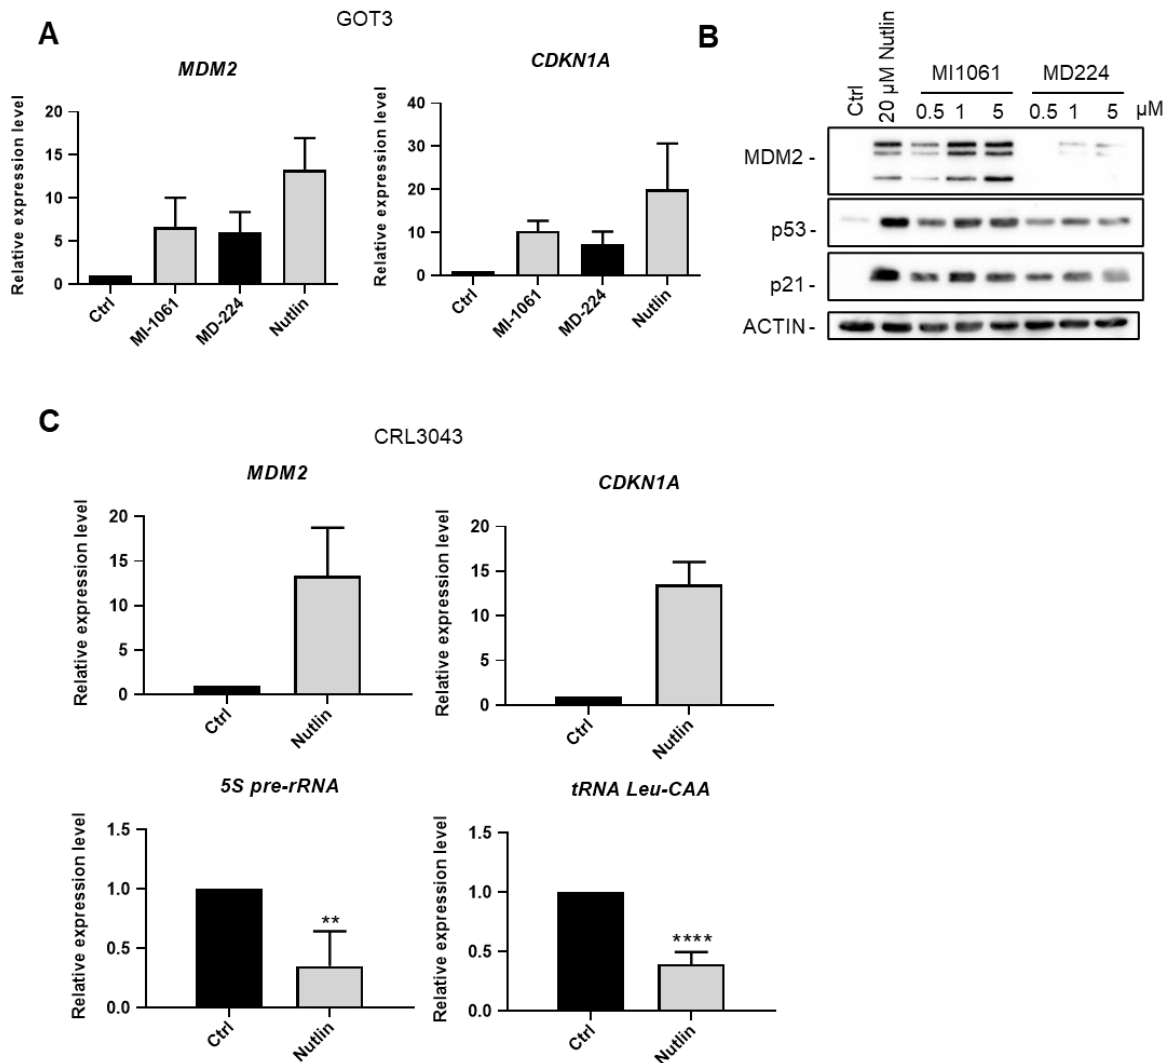 A
GOT3
MDM2
Relative expression level
20
15
10
5
0
Ctrl
MI-1061
MD-224
Nutlin
CDKN1A
Relative expression level
40
30
20
10
0
Ctrl
MI-1061
MD-224
Nutlin
B
Ctrl
20 µM Nutlin
MI1061
MD224
0.5 1 5 0.5 1 5 µM
MDM2 -
p53 -
p21 -
ACTIN -
C
CRL3043
MDM2
Relative expression level
20
15
10
5
0
Ctrl
Nutlin
CDKN1A
Relative expression level
20
15
10
5
0
Ctrl
Nutlin
5S pre-rRNA
Relative expression level
1.5
1.0
0.5
0.0
**
Ctrl
Nutlin
tRNA Leu-CAA
Relative expression level
1.5
1.0
0.5
0.0
****
Ctrl
Nutlin